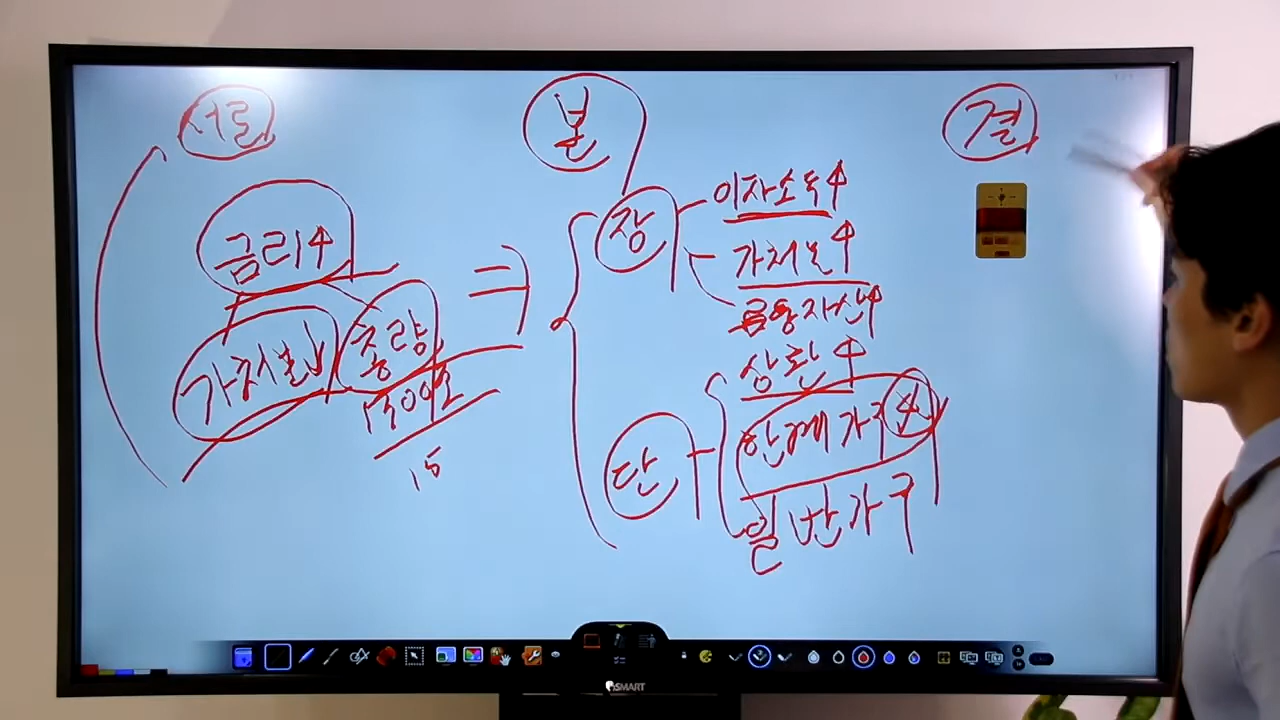 서론
금리↑
가처분↓ 총량
1500조
15
⇒
본
장
이자소득↑
가처분↑
금융자산↑
단
상환↑
한계가구
일반가구
결
SMART